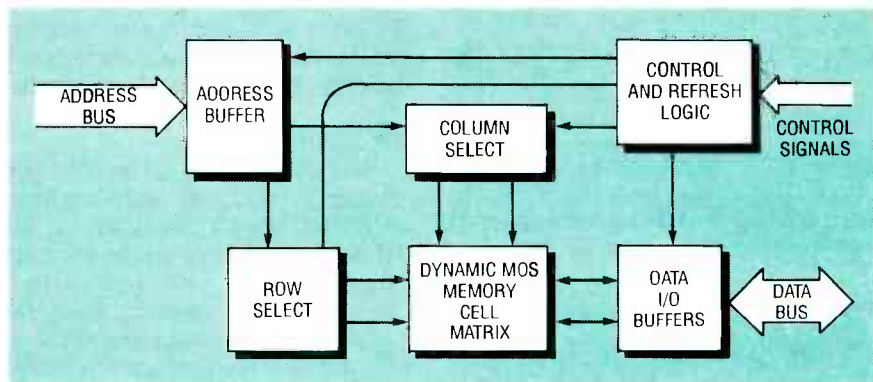 ADDRESS
BUS
AODRESS
BUFFER
COLUMN
SELECT
CONTROL
AND REFRESH
LOGIC
CONTROL
SIGNALS
ROW
SELECT
DYNAMIC MOS
MEMORY
CELL
MATRIX
OATA
I/O
BUFFERS
DATA
BUS